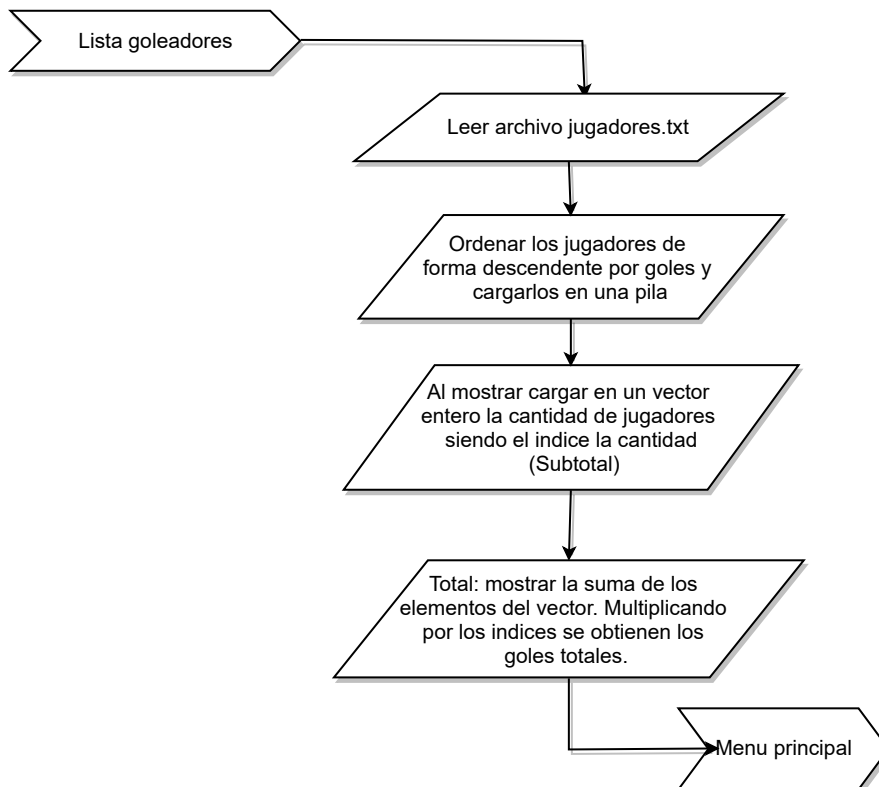 Lista goleadores
Leer archivo jugadores.txt
Ordenar los jugadores de
forma descendente por goles y
cargarlos en una pila
Al mostrar cargar en un vector
entero la cantidad de jugadores
siendo el indice la cantidad
(Subtotal)
Total: mostrar la suma de los
elementos del vector. Multiplicando
por los indices se obtienen los
goles totales.
Menu principal